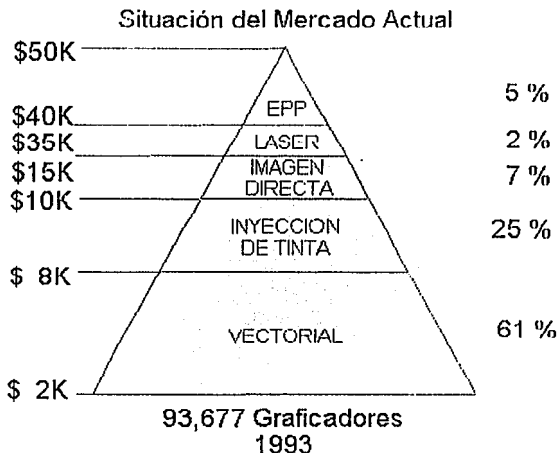 Situación del Mercado Actual
$50K
EPP
5 %
$40K
$35K
LASER
2 %
$15K
IMAGEN
DIRECTA
7 %
$10K
INYECCION
DE TINTA
25 %
$ 8K
VECTORIAL
61 %
$ 2K
93,677 Graficadores
1993